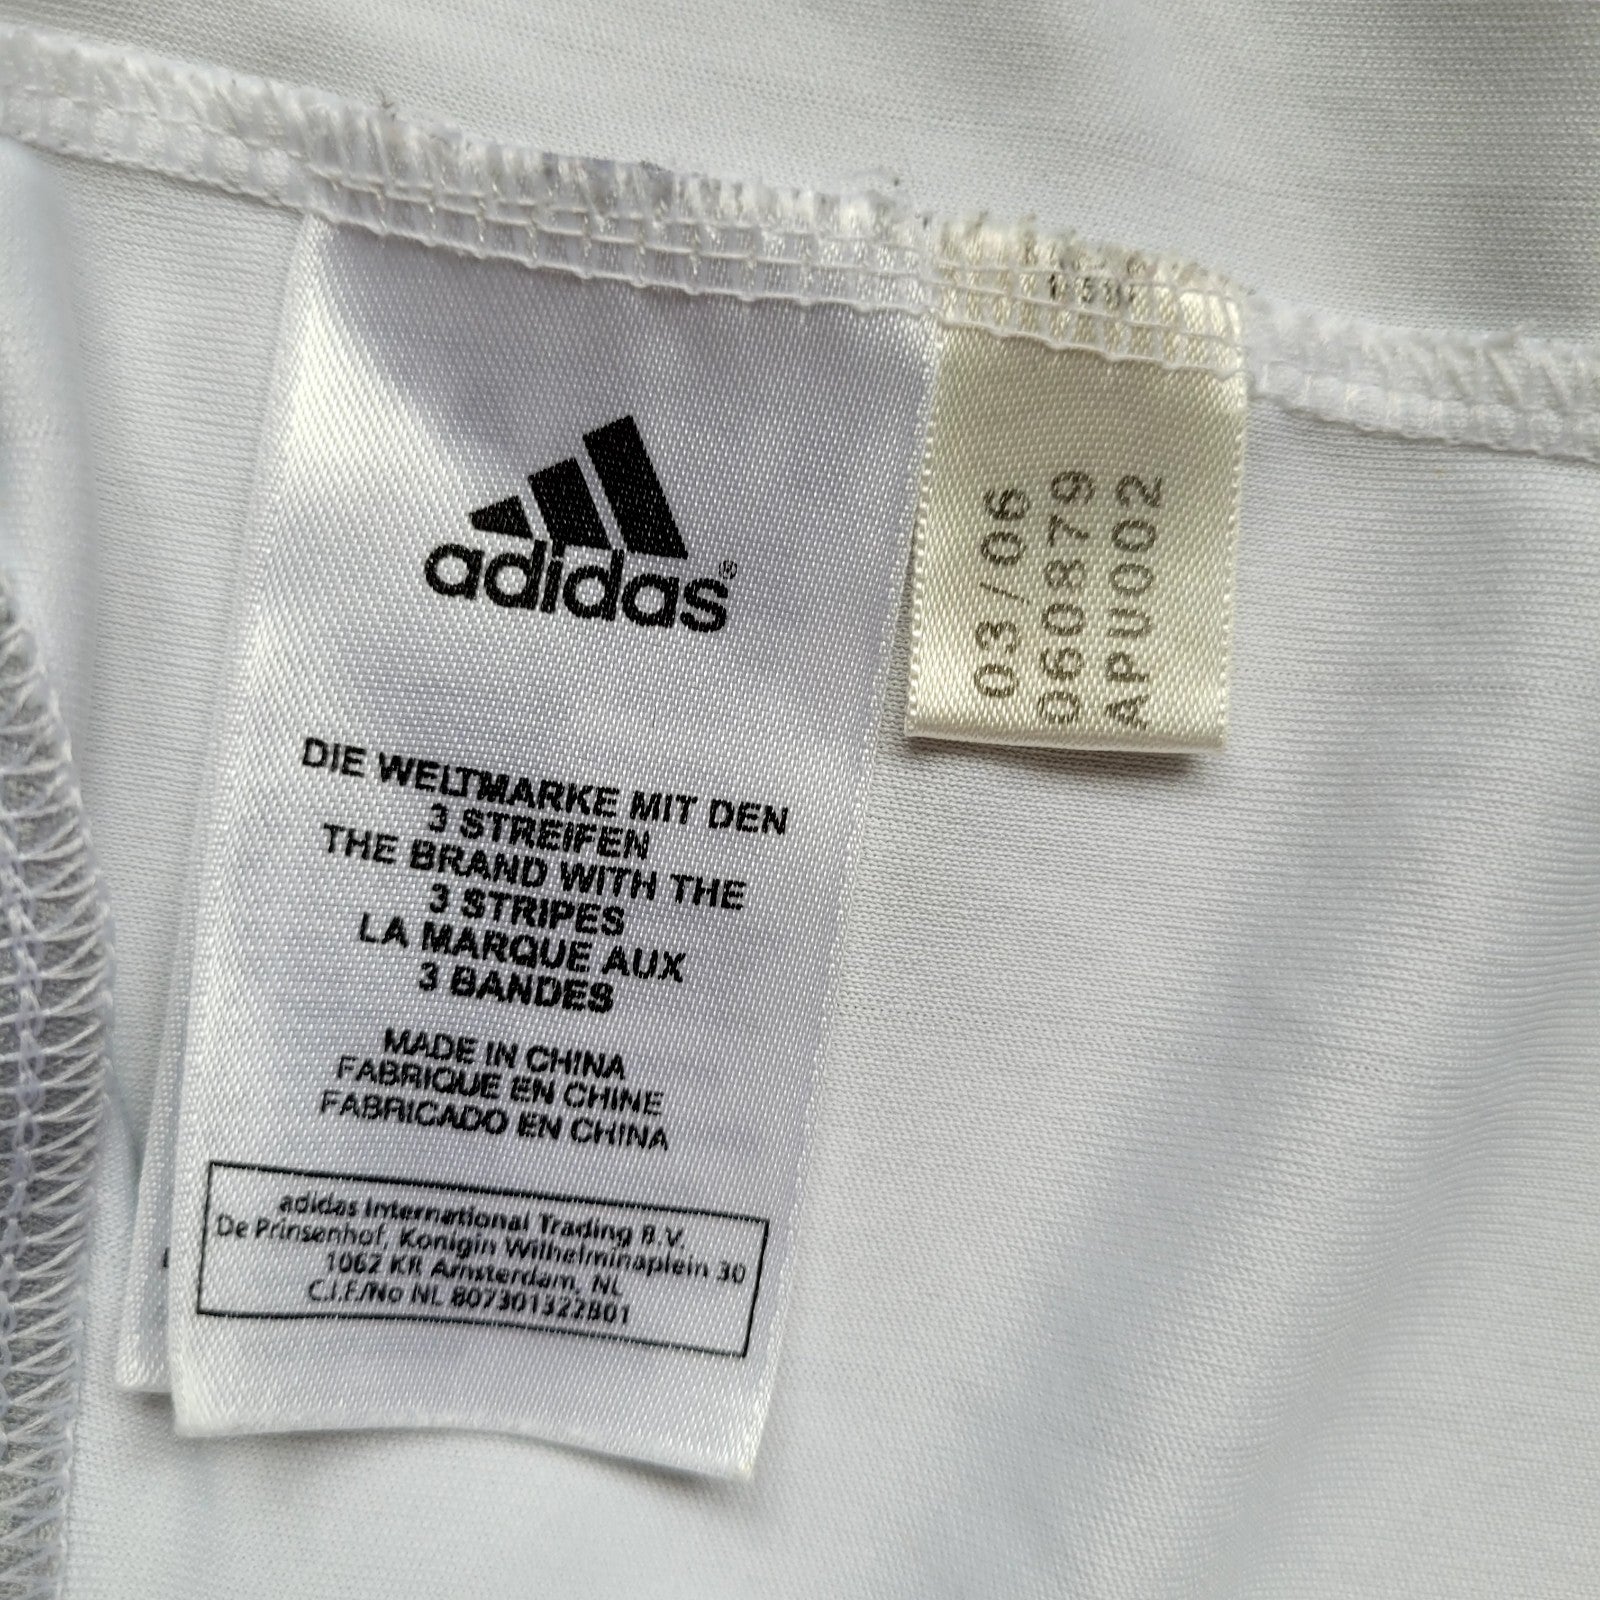 adidas®
DIE WELTMARKE MIT DEN
3 STREIFEN
THE BRAND WITH THE
3 STRIPES
LA MARQUE AUX
3 BANDES
MADE IN CHINA
FABRIQUE EN CHINE
FABRICADO EN CHINA
adidas International Trading B.V.
De Prinsenhof, Konigin Wilhelminaplein 30
1062 KR Amsterdam, NL
C.I.F./No NL 807301322B01
03/06
060879
APU002